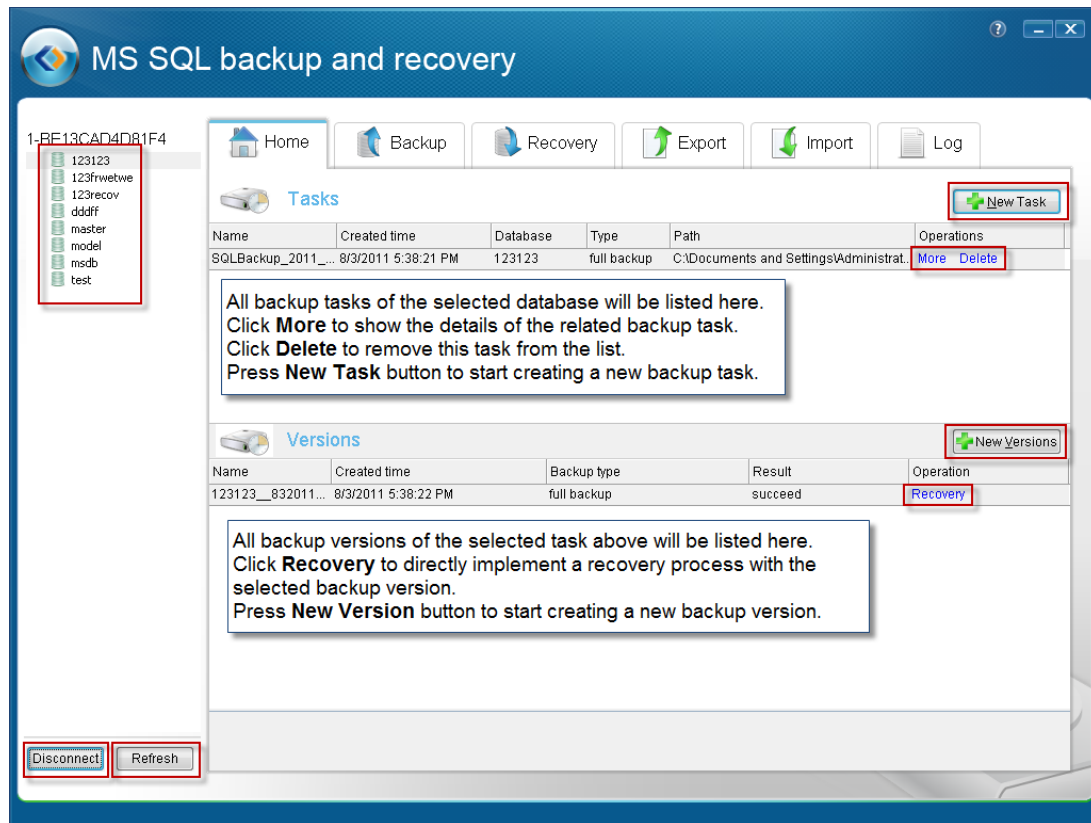 MS SQL backup and recovery
1-BE13CAD4D81F4
123123
123frwetwe
123recov
dddff
master
model
msdb
test
Disconnect
Refresh
Home
Backup
Recovery
Export
Import
Log
Tasks
New Task
Name Created time Database Type Path Operations
SQLBackup_2011_... 8/3/2011 5:38:21 PM 123123 full backup C:\Documents and Settings\Administrat... More Delete
All backup tasks of the selected database will be listed here.
Click More to show the details of the related backup task.
Click Delete to remove this task from the list.
Press New Task button to start creating a new backup task.
Versions
New Versions
Name Created time Backup type Result Operation
123123__832011... 8/3/2011 5:38:22 PM full backup succeed Recovery
All backup versions of the selected task above will be listed here.
Click Recovery to directly implement a recovery process with the
selected backup version.
Press New Version button to start creating a new backup version.